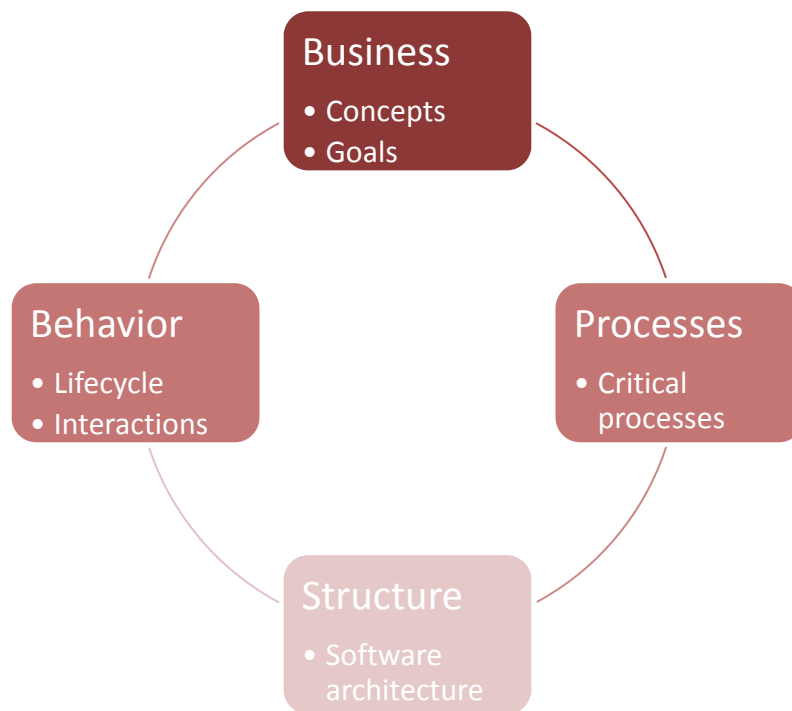 Business
• Concepts
• Goals
Behavior
• Lifecycle
• Interactions
Processes
• Critical
processes
Structure
• Software
architecture